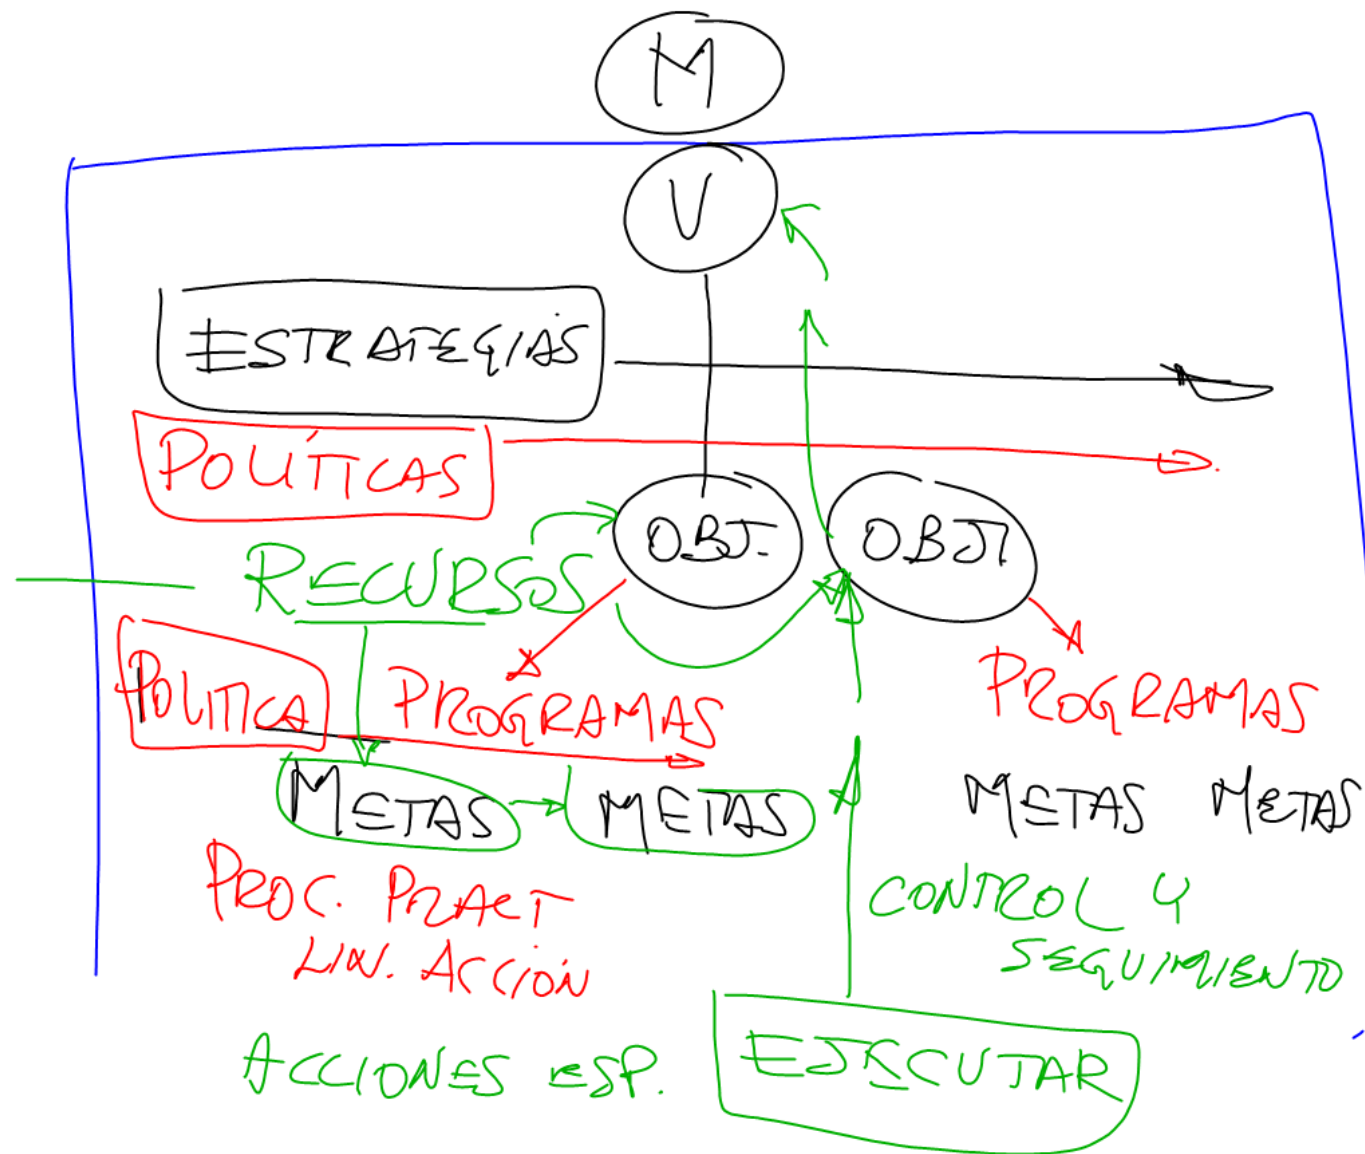 M
V
ESTRATEGIAS
POLÍTICAS
OBJ. OBJ
RECURSOS
POLITICA PROGRAMAS PROGRAMAS
METAS METAS METAS METAS
PROC. PRACT
LIN. ACCIÓN
CONTROL Y
SEGUIMIENTO
ACCIONES ESP. EJECUTAR